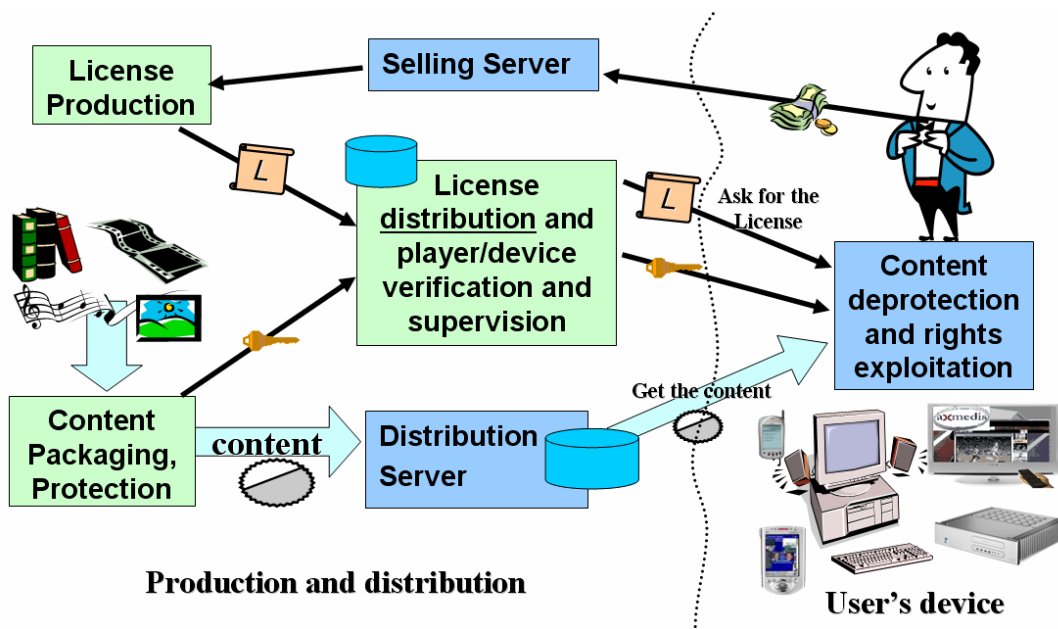 License
Production
Selling Server
L
License
distribution and
player/device
verification and
supervision
L
Ask for the
License
Content
deprotection
and rights
exploitation
Content
Packaging,
Protection
content
Distribution
Server
Get the content
axmedis
Production and distribution
User's device